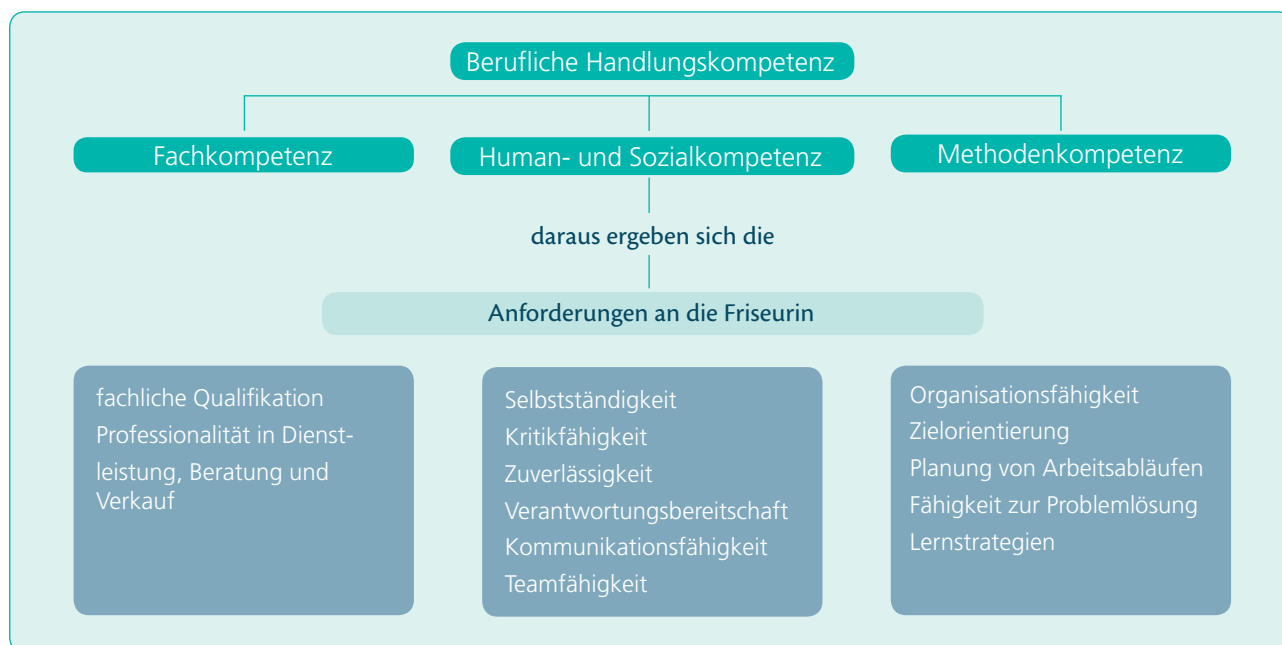 Berufliche Handlungskompetenz
Fachkompetenz
Human- und Sozialkompetenz
Methodenkompetenz
daraus ergeben sich die
Anforderungen an die Friseurin
fachliche Qualifikation
Professionalität in Dienst-
leistung, Beratung und
Verkauf
Selbstständigkeit
Kritikfähigkeit
Zuverlässigkeit
Verantwortungsbereitschaft
Kommunikationsfähigkeit
Teamfähigkeit
Organisationsfähigkeit
Zielorientierung
Planung von Arbeitsabläufen
Fähigkeit zur Problemlösung
Lernstrategien